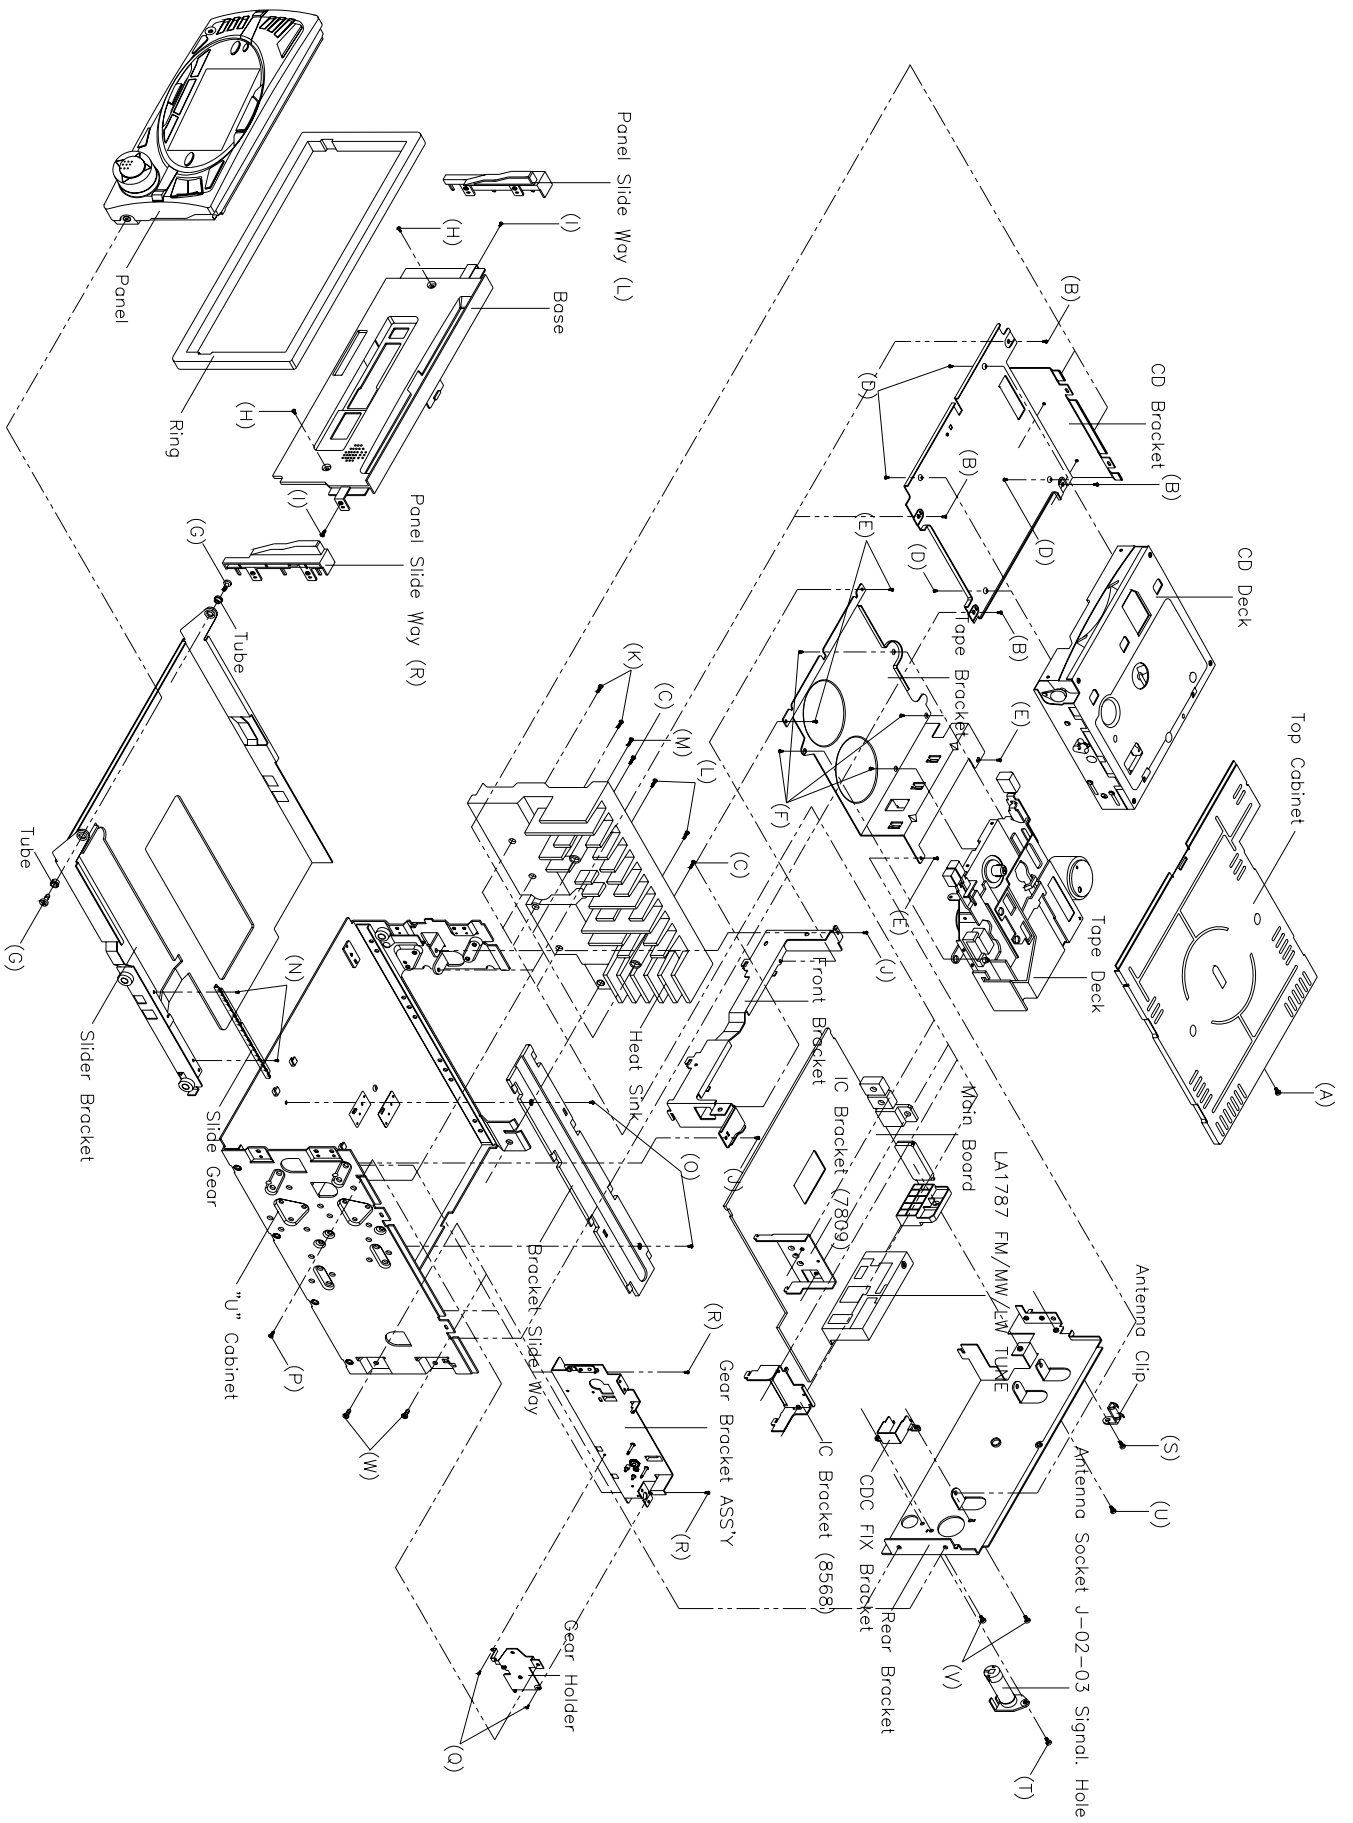 Top Cabinet
(A)
CD Deck
CD Bracket
(B)
(B)
(B)
(B)
(D)
(D)
(D)
(E)
(E)
(E)
Tape Bracket
Tape Deck
(F)
Panel Slide Way (L)
(I)
(H)
Base
(H)
(I)
Panel
Ring
Panel Slide Way (R)
(G)
Tube
(K)
(C)
(M)
(L)
(C)
(J)
Front Bracket
Heat Sink
(J)
Main Board
IC Bracket (7809)
LA1787 FM/MW/LW TUNE
Antenna Clip
(S)
(U)
Antenna Socket J-02-03 Signal. Hole
(V)
(T)
Rear Bracket
CDC FIX Bracket
IC Bracket (8568)
(R)
Gear Bracket ASS'Y
(R)
Bracket Slide Way
(O)
Gear Holder
(Q)
(W)
(P)
"U" Cabinet
Slide Gear
(N)
Slider Bracket
Tube
(G)